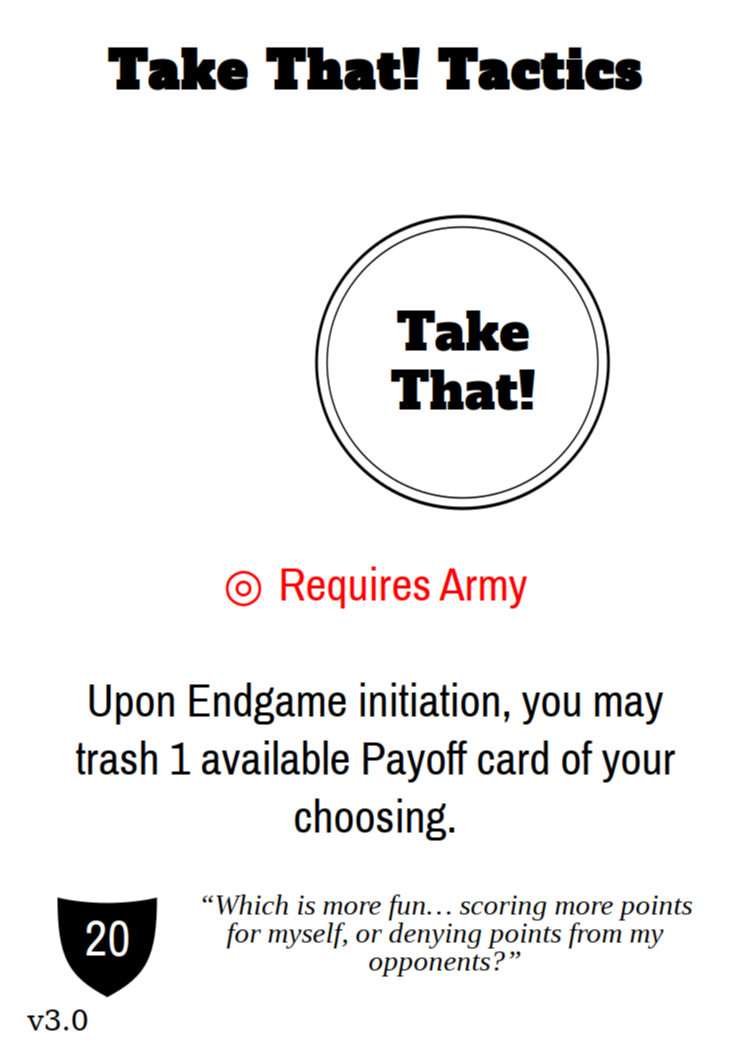 Take That! Tactics
Take
That!
◎ Requires Army
Upon Endgame initiation, you may
trash 1 available Payoff card of your
choosing.
20
“Which is more fun… scoring more points
for myself, or denying points from my
opponents?”
v3.0